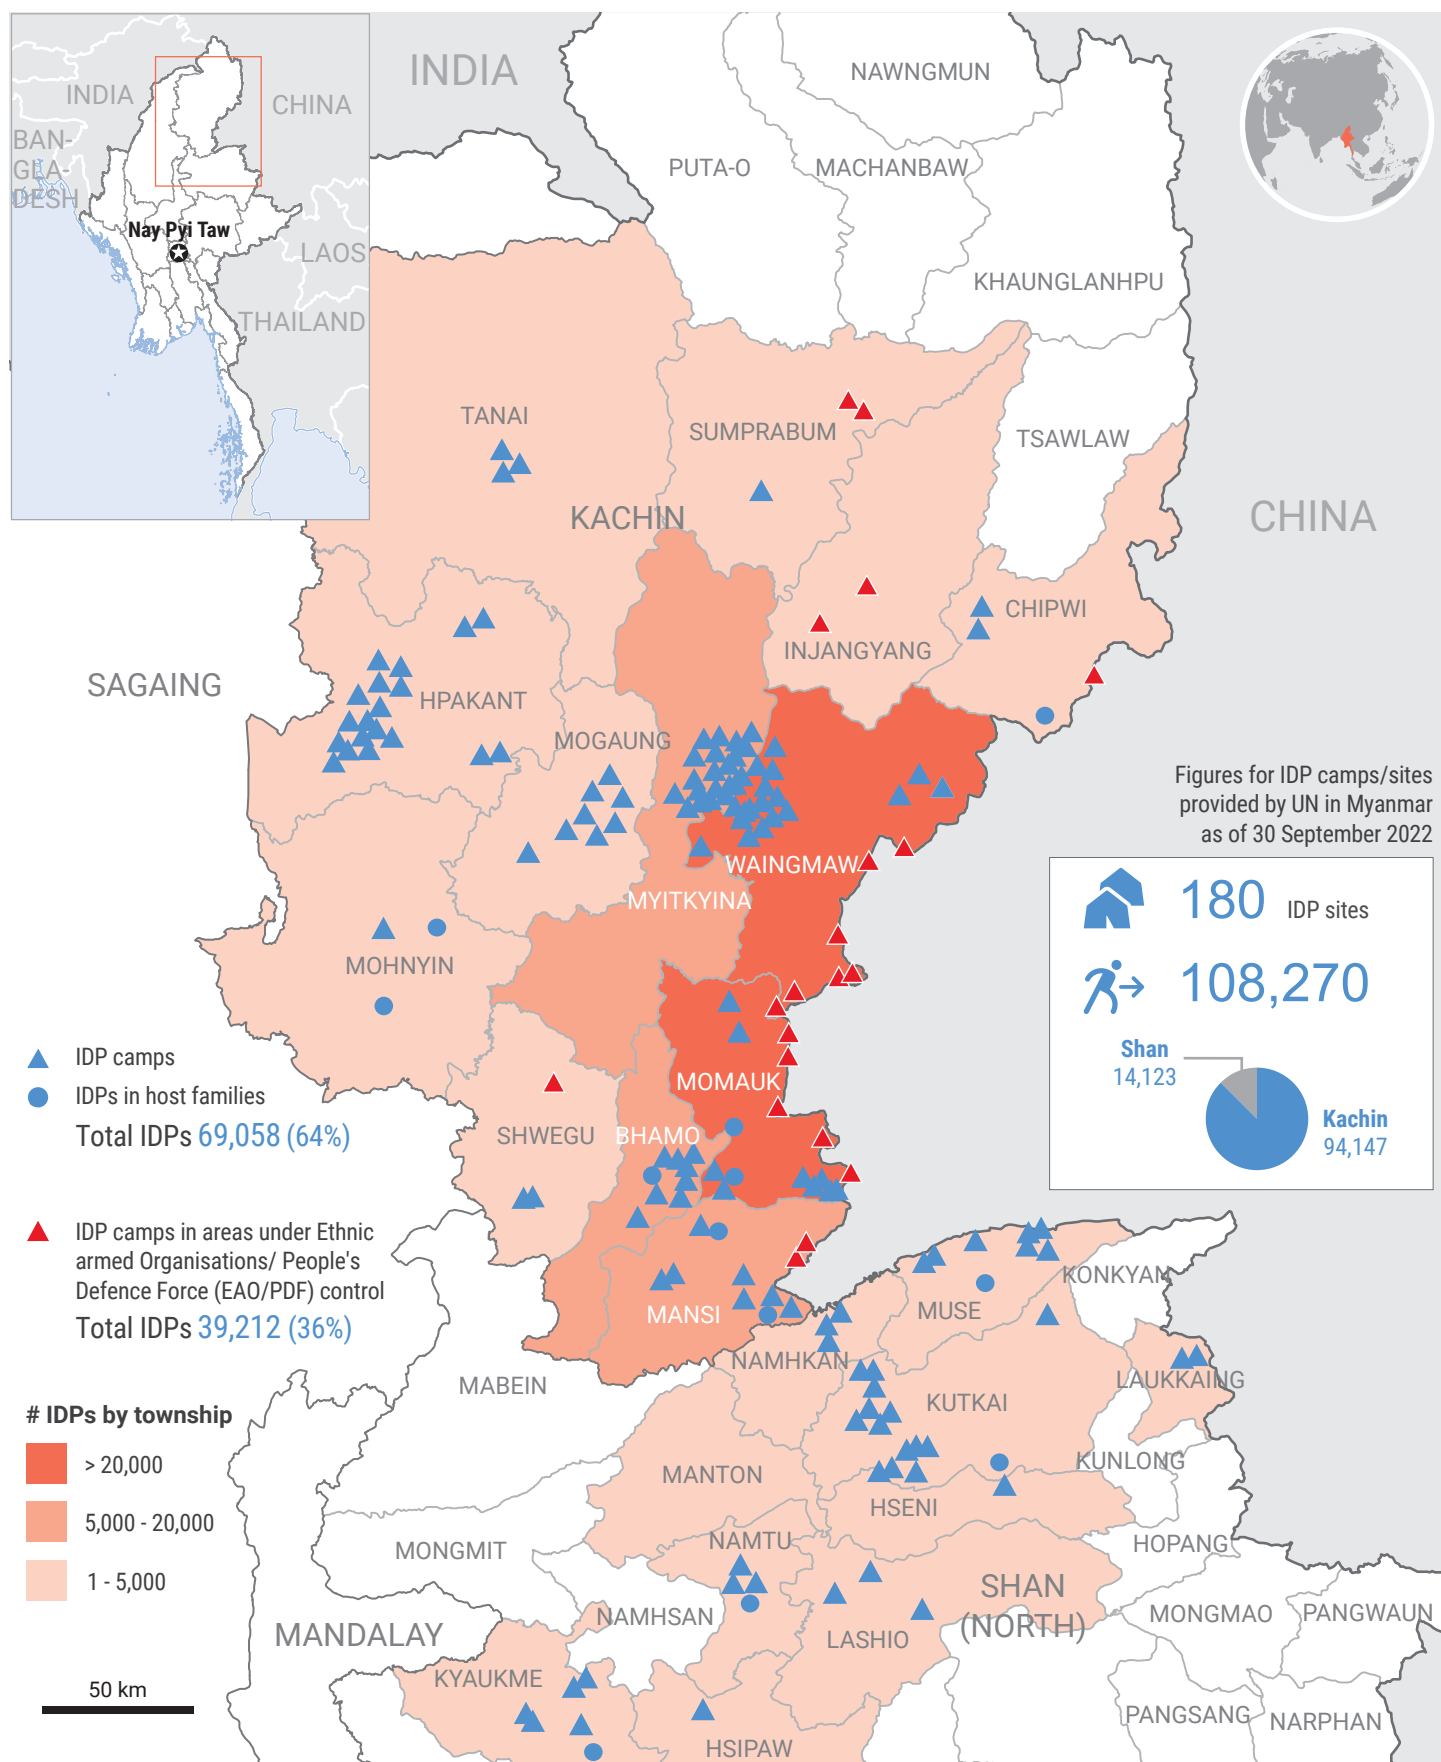 INDIA
CHINA
BAN-
GLA-
DESH
Nay Pyi Taw
LAOS
THAILAND
INDIA
NAWNGMUN
PUTA-O
MACHANBAW
KHAUNGLANHPU
TANAI
SUMPRABUM
TSAWLAW
KACHIN
CHINA
CHIPWI
INJANGYANG
SAGAING
HPAKANT
MOGAUNG
WAINGMAW
MYITKYINA
MOHNYIN
MOMAUK
SHWEGU
BHAMO
MANSI
Figures for IDP camps/sites
provided by UN in Myanmar
as of 30 September 2022
180 IDP sites
108,270
Shan
14,123
Kachin
94,147
IDP camps
IDPs in host families
Total IDPs 69,058 (64%)
IDP camps in areas under Ethnic
armed Organisations/ People's
Defence Force (EAO/PDF) control
Total IDPs 39,212 (36%)
# IDPs by township
> 20,000
5,000 - 20,000
1 - 5,000
50 km
KONKYAN
MUSE
NAMHKAN
LAUKKAING
MABEIN
KUTKAI
KUNLONG
MANTON
HSENI
HOPANG
NAMTU
MONGMIT
SHAN
(NORTH)
NAMHSAN
MONGMAO
PANGWAUN
MANDALAY
LASHIO
KYAUKME
PANGSANG
NARPHAN
HSIPAW